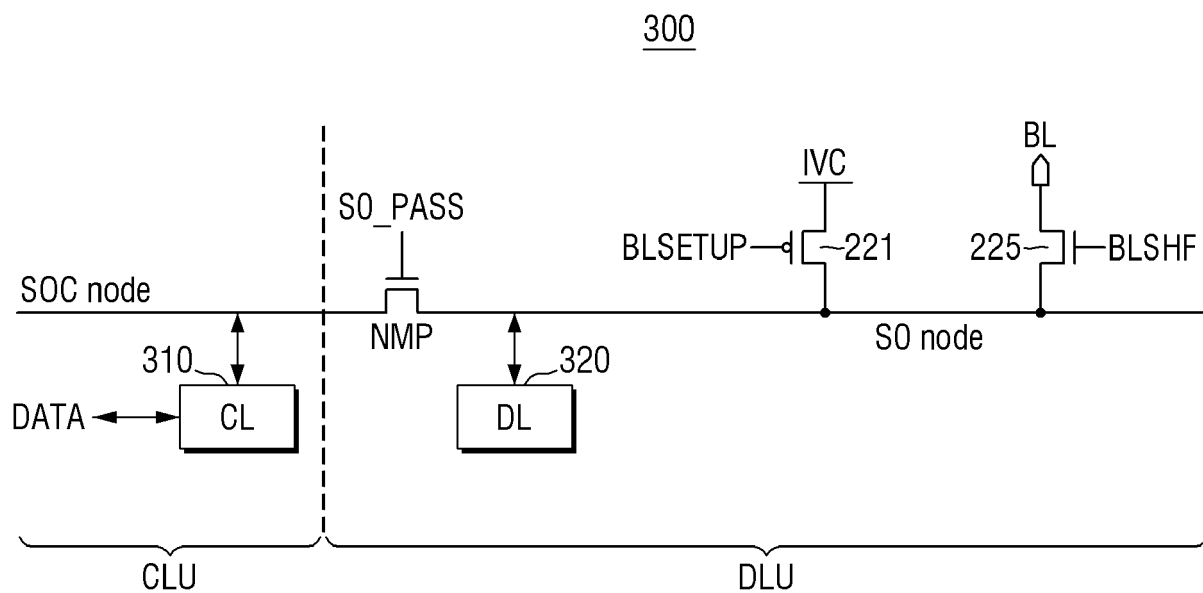 300
BL
IVC
SO_PASS
BLSETUP
221
225
BLSHF
SOC node
NMP
SO node
310
320
DATA
CL
DL
CLU
DLU